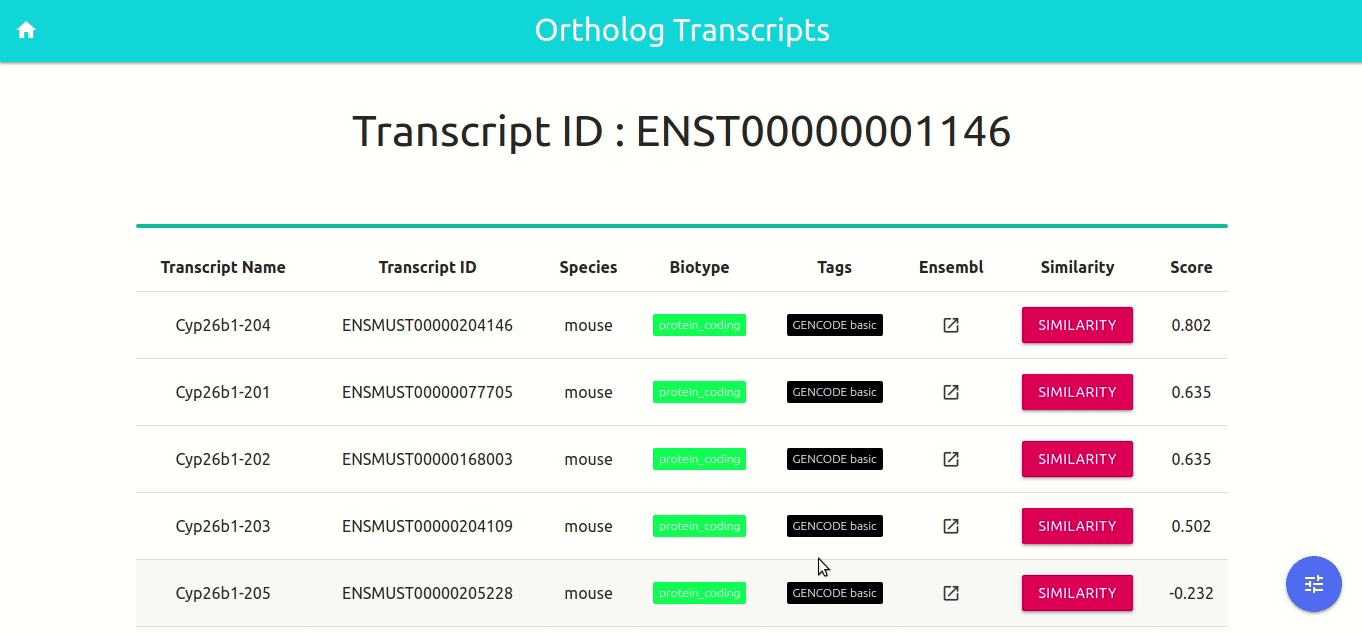 Ortholog Transcripts
Transcript ID : ENST00000001146
Transcript Name Transcript ID Species Biotype Tags Ensembl Similarity Score
Cyp26b1-204 ENSMUST00000204146 mouse protein_coding GENCODE basic SIMILARITY 0.802
Cyp26b1-201 ENSMUST00000077705 mouse protein_coding GENCODE basic SIMILARITY 0.635
Cyp26b1-202 ENSMUST00000168003 mouse protein_coding GENCODE basic SIMILARITY 0.635
Cyp26b1-203 ENSMUST00000204109 mouse protein_coding GENCODE basic SIMILARITY 0.502
Cyp26b1-205 ENSMUST00000205228 mouse protein_coding GENCODE basic SIMILARITY -0.232